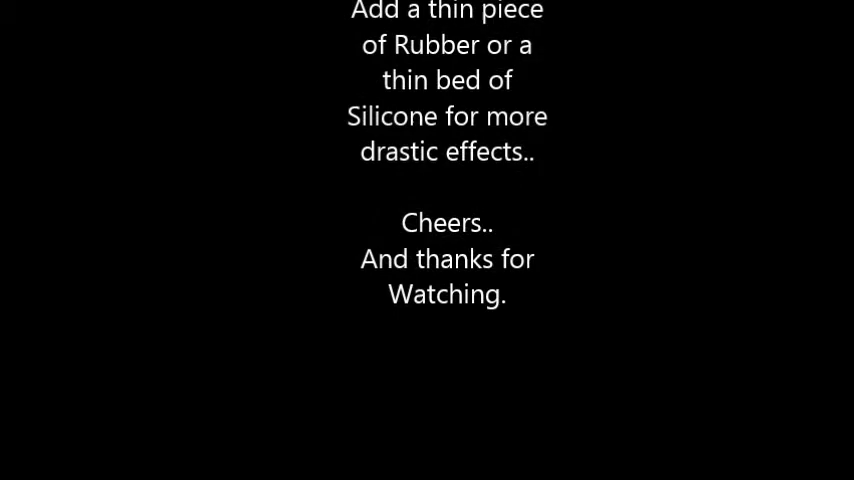 Add a thin piece
of Rubber or a
thin bed of
Silicone for more
drastic effects..
Cheers..
And thanks for
Watching.